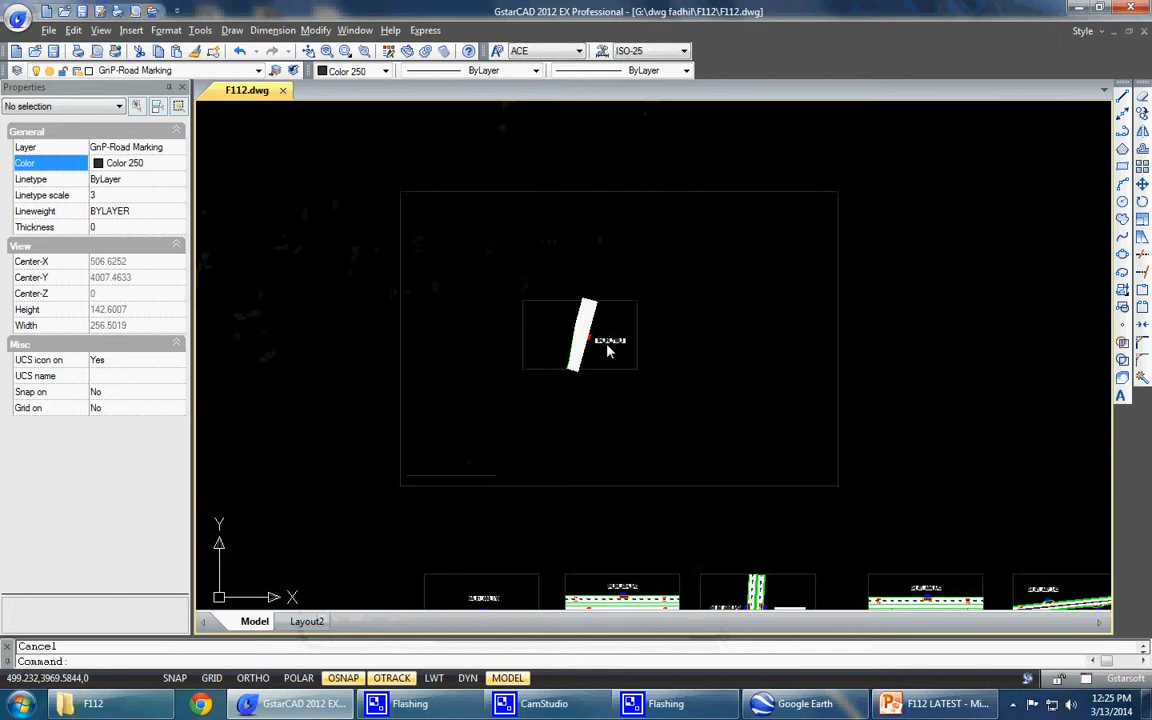 GstarCAD 2012 EX Professional - [G:\dwg fadhil\F112\F112.dwg]
File Edit View Insert Format Tools Draw Dimension Modify Window Help Express
Style
ACE ISO-25
GnP-Road Marking Color 250 ByLayer ByLayer
Properties
F112.dwg
No selection
General
Layer GnP-Road Marking
Color Color 250
Linetype ByLayer
Linetype scale 3
Lineweight BYLAYER
Thickness 0
View
Center-X 506.6252
Center-Y 4007.4633
Center-Z 0
Height 142.6007
Width 256.5019
Misc
UCS icon on Yes
UCS name
Snap on No
Grid on No
Y
X
Model Layout2
Cancel
Command:
499.232,3969.5844,0 SNAP GRID ORTHO POLAR OSNAP OTRACK LWT DYN MODEL Gstarsoft
F112 GstarCAD 2012 EX... Flashing CamStudio Flashing Google Earth F112 LATEST - Mi...
12:25 PM
3/13/2014